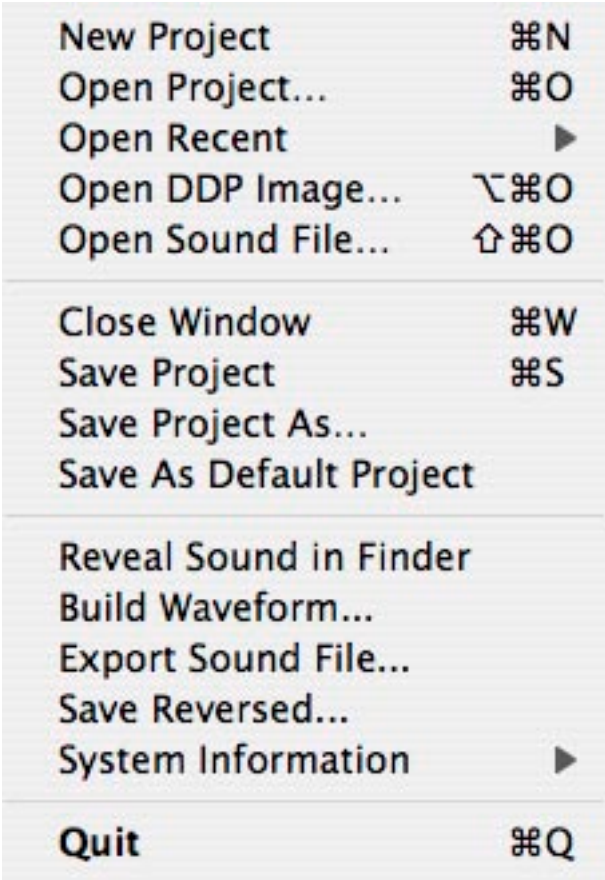 New Project ⌘N
Open Project... ⌘O
Open Recent ▶
Open DDP Image... ⌥⌘O
Open Sound File... ⇧⌘O
Close Window ⌘W
Save Project ⌘S
Save Project As...
Save As Default Project
Reveal Sound in Finder
Build Waveform...
Export Sound File...
Save Reversed...
System Information ▶
Quit ⌘Q